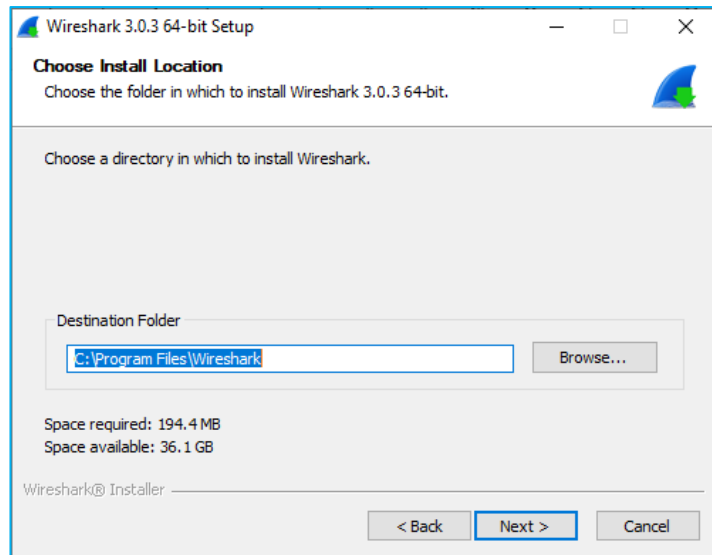 Wireshark 3.0.3 64-bit Setup
Choose Install Location
Choose the folder in which to install Wireshark 3.0.3 64-bit.
Choose a directory in which to install Wireshark.
Destination Folder
C:\Program Files\Wireshark
Browse...
Space required: 194.4 MB
Space available: 36.1 GB
Wireshark® Installer
< Back Next > Cancel